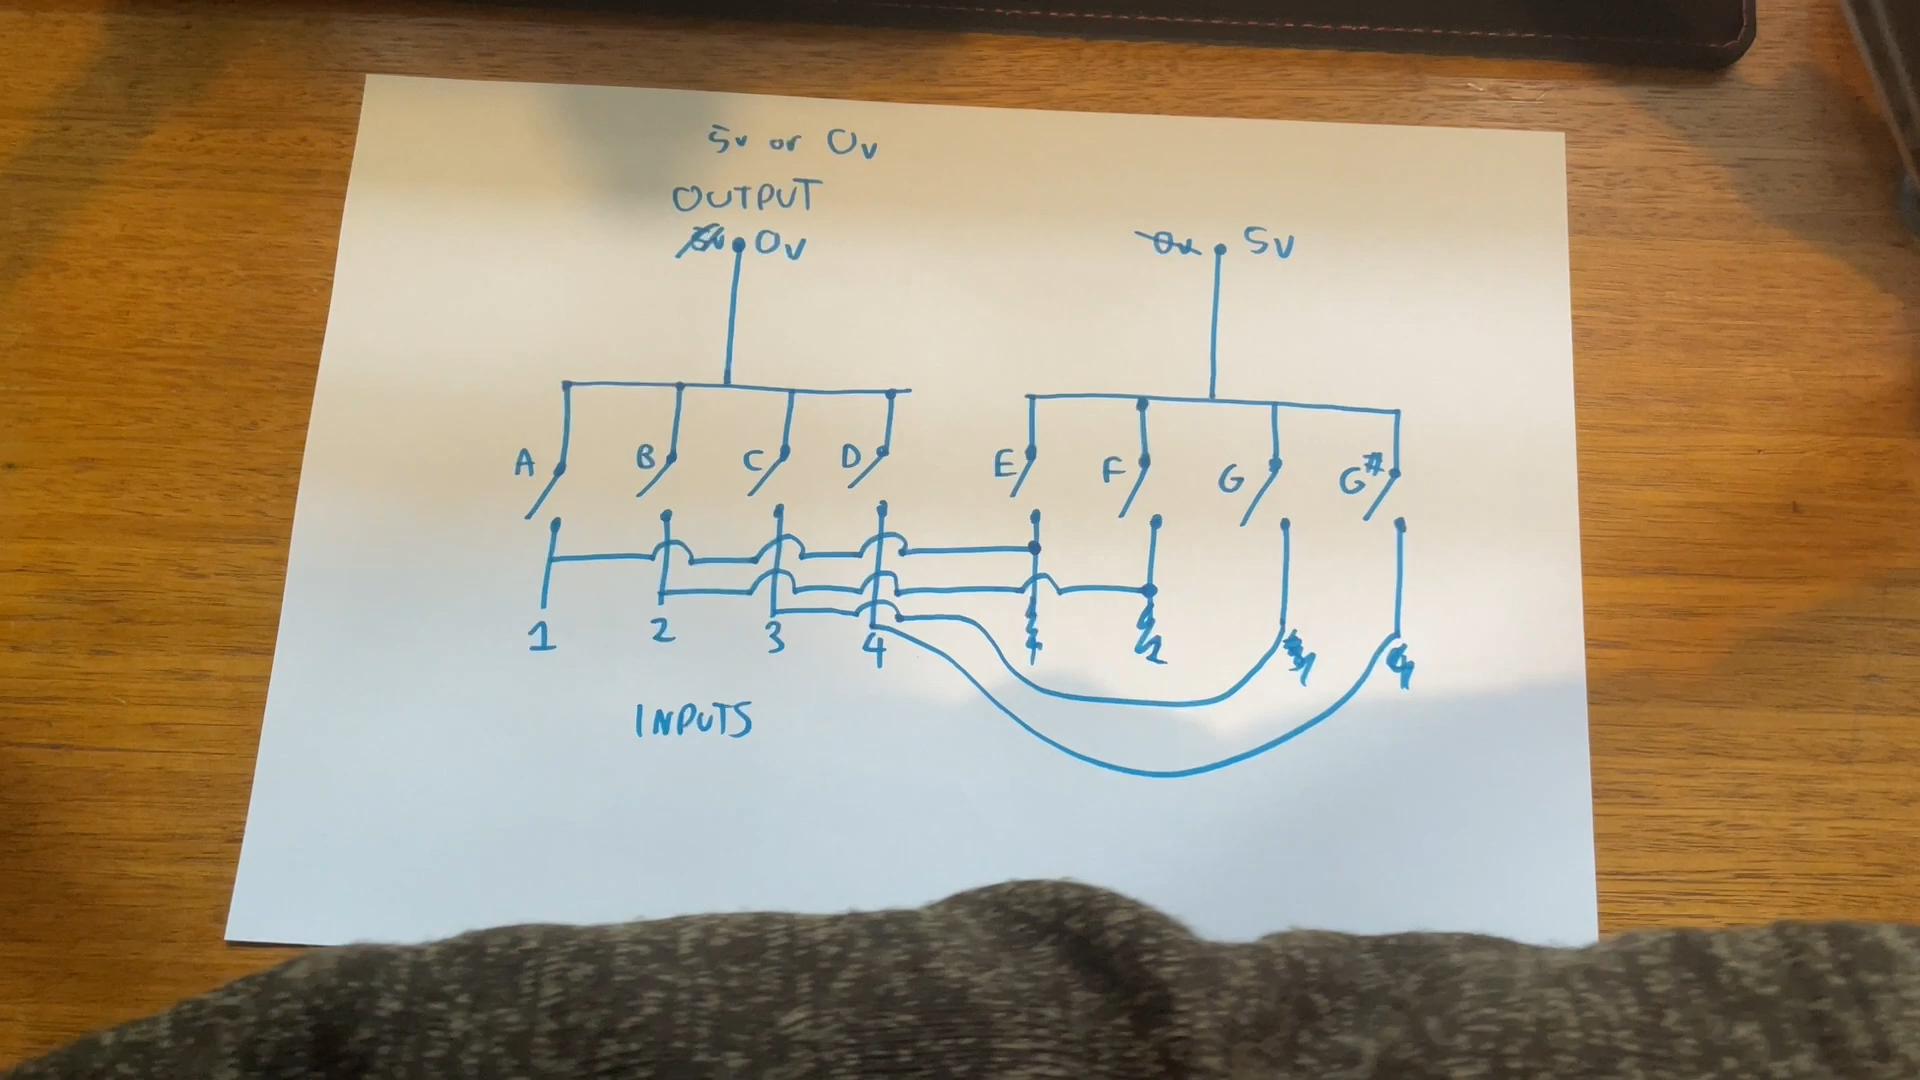 5v or 0v
OUTPUT
0v 5v
A B C D E F G G#
1 2 3 4
INPUTS